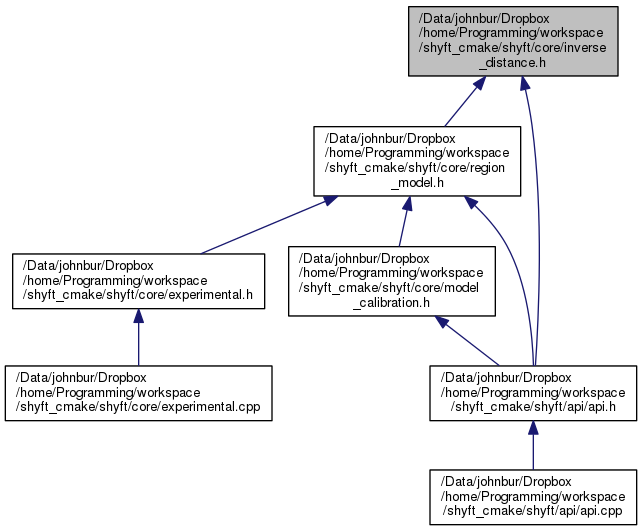 /Data/johnbur/Dropbox
/home/Programming/workspace
/shyft_cmake/shyft/core/inverse
_distance.h
/Data/johnbur/Dropbox
/home/Programming/workspace
/shyft_cmake/shyft/core/region
_model.h
/Data/johnbur/Dropbox
/home/Programming/workspace
/shyft_cmake/shyft/core/experimental.h
/Data/johnbur/Dropbox
/home/Programming/workspace
/shyft_cmake/shyft/core/model
_calibration.h
/Data/johnbur/Dropbox
/home/Programming/workspace
/shyft_cmake/shyft/core/experimental.cpp
/Data/johnbur/Dropbox
/home/Programming/workspace
/shyft_cmake/shyft/api/api.h
/Data/johnbur/Dropbox
/home/Programming/workspace
/shyft_cmake/shyft/api/api.cpp